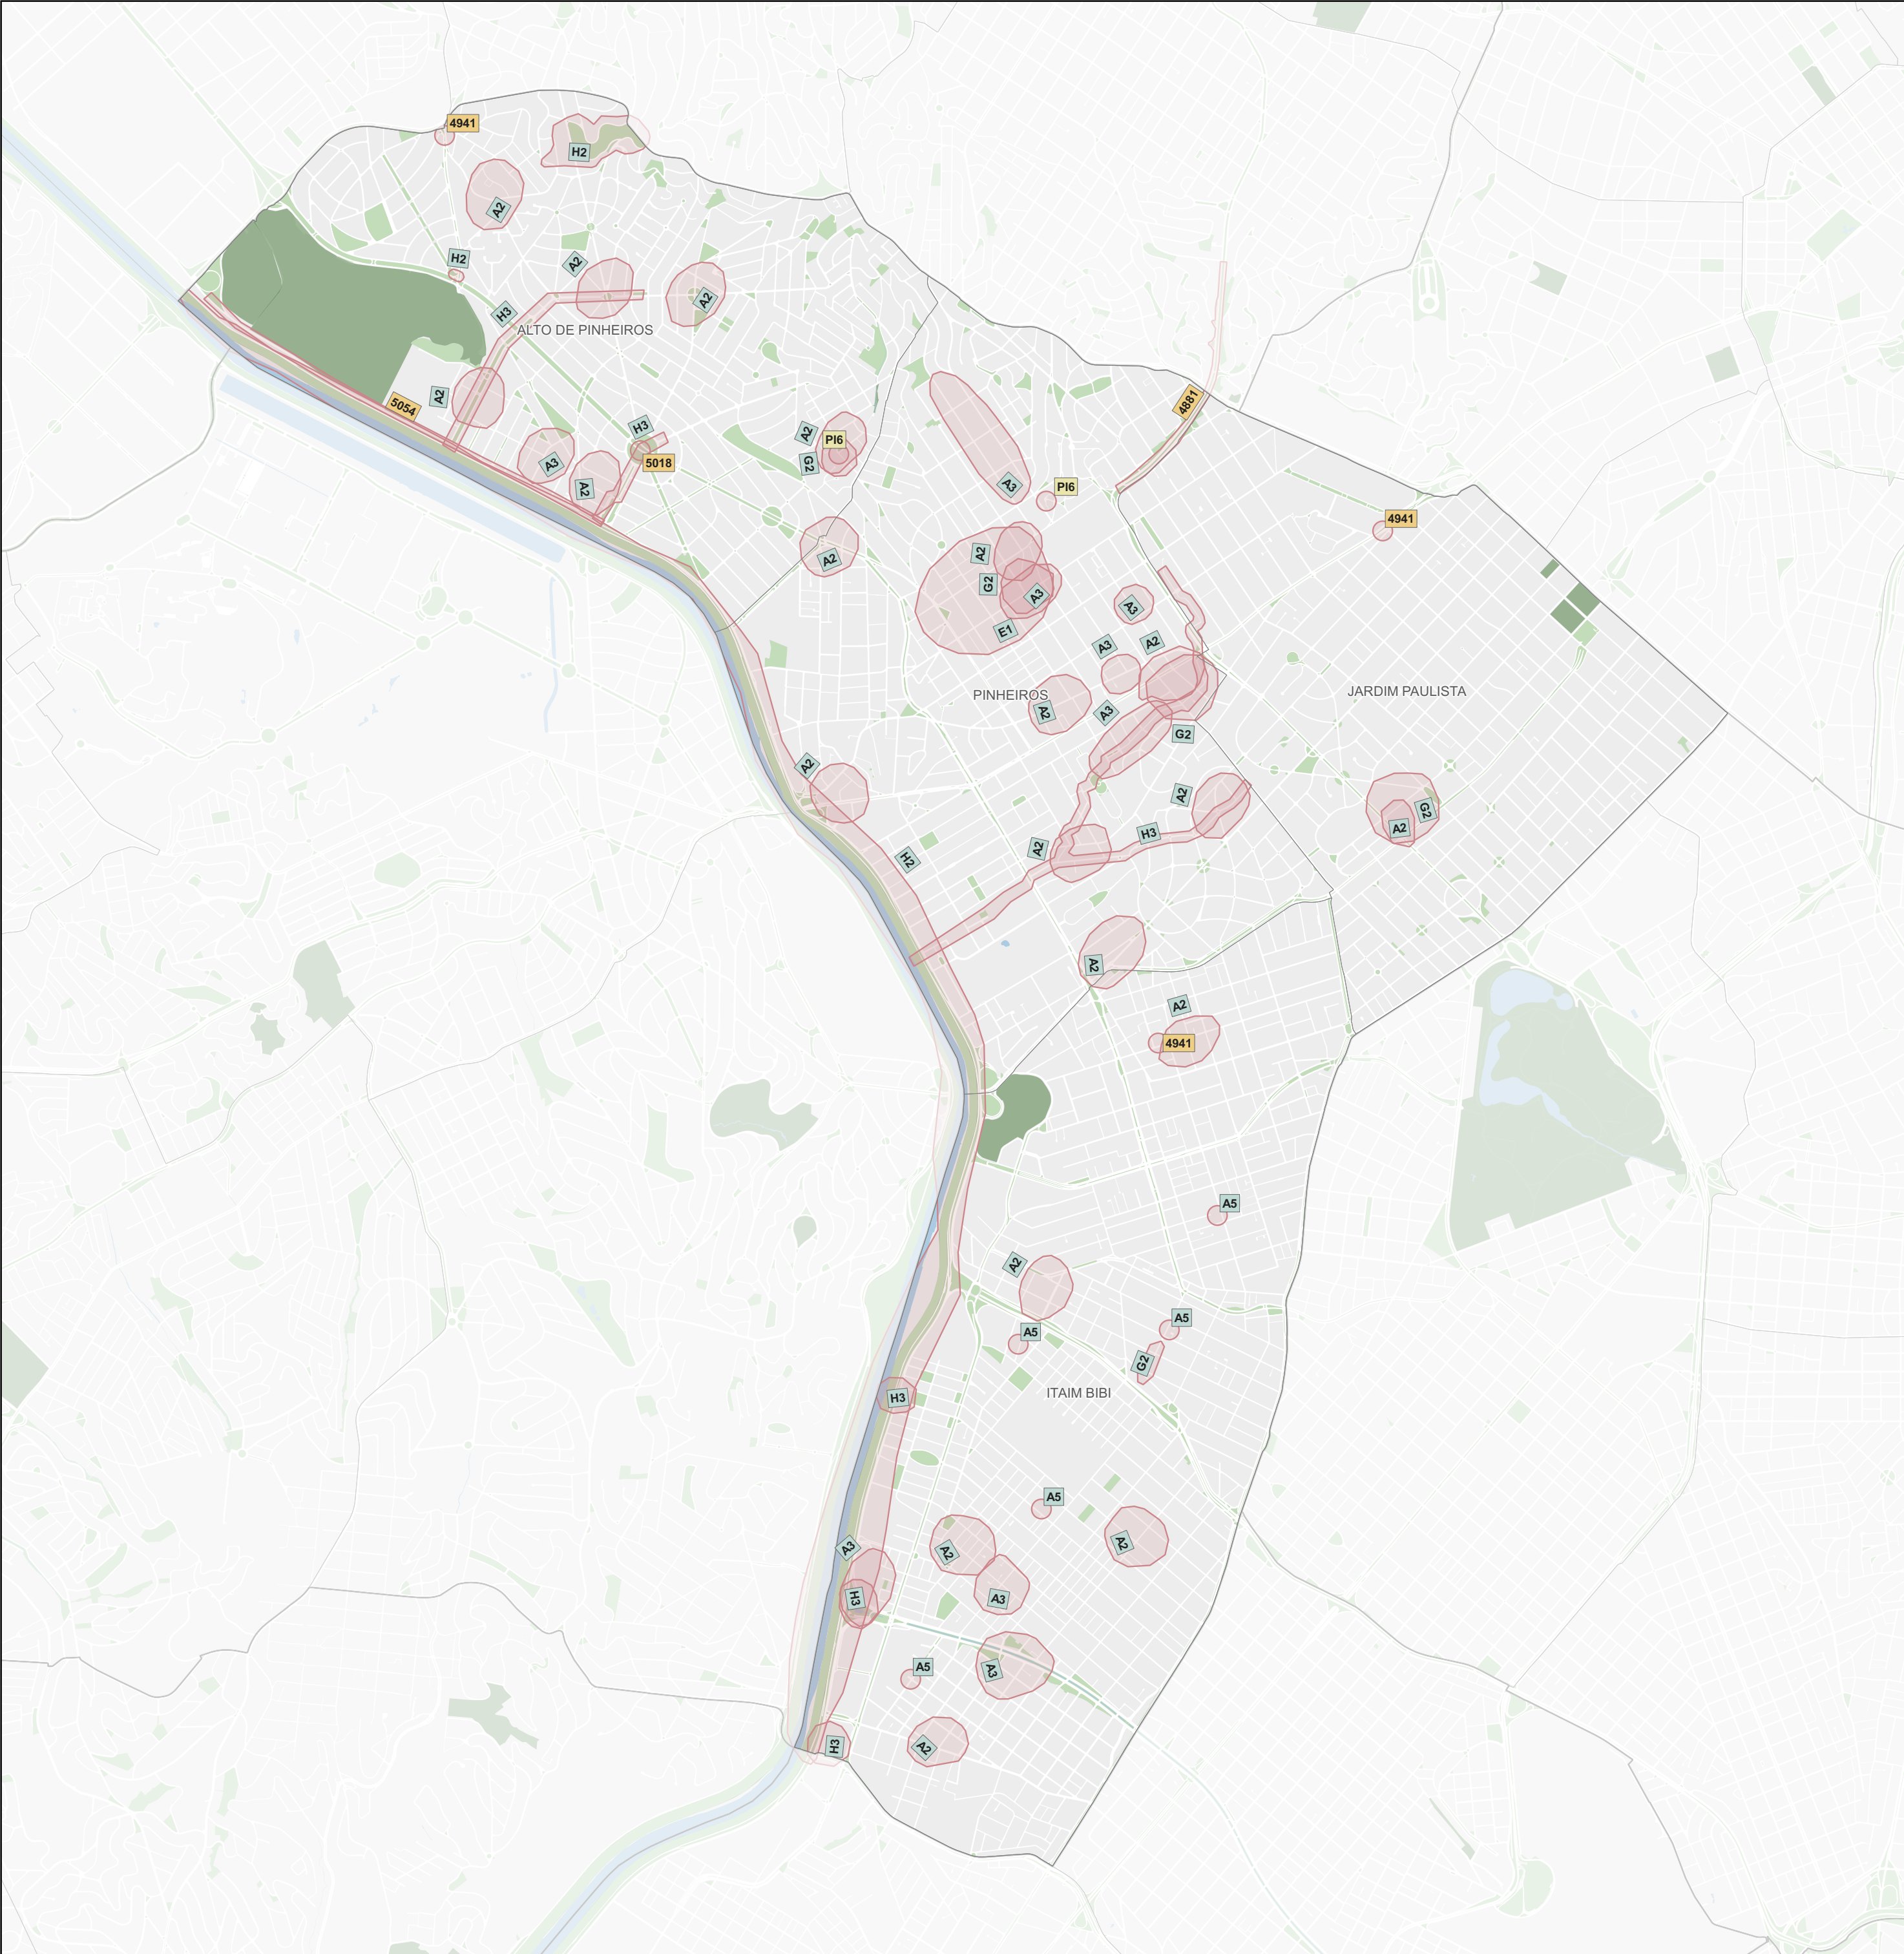 4941
H2
A2
H2
A2
A2
H3
ALTO DE PINHEIROS
A2
5054
4881
H3
A2
PI6
G2
5018
A3
A2
A3
PI6
4941
A2
A2
G2
A3
E1
A3
A3
A2
PINHEIROS
JARDIM PAULISTA
A2
A3
G2
A2
A2
G2
A2
H3
A2
H2
A2
A2
4941
A5
A2
A5
A5
G2
ITAIM BIBI
H3
A5
A2
A3
A2
H3
A3
A5
A3
H3
A2